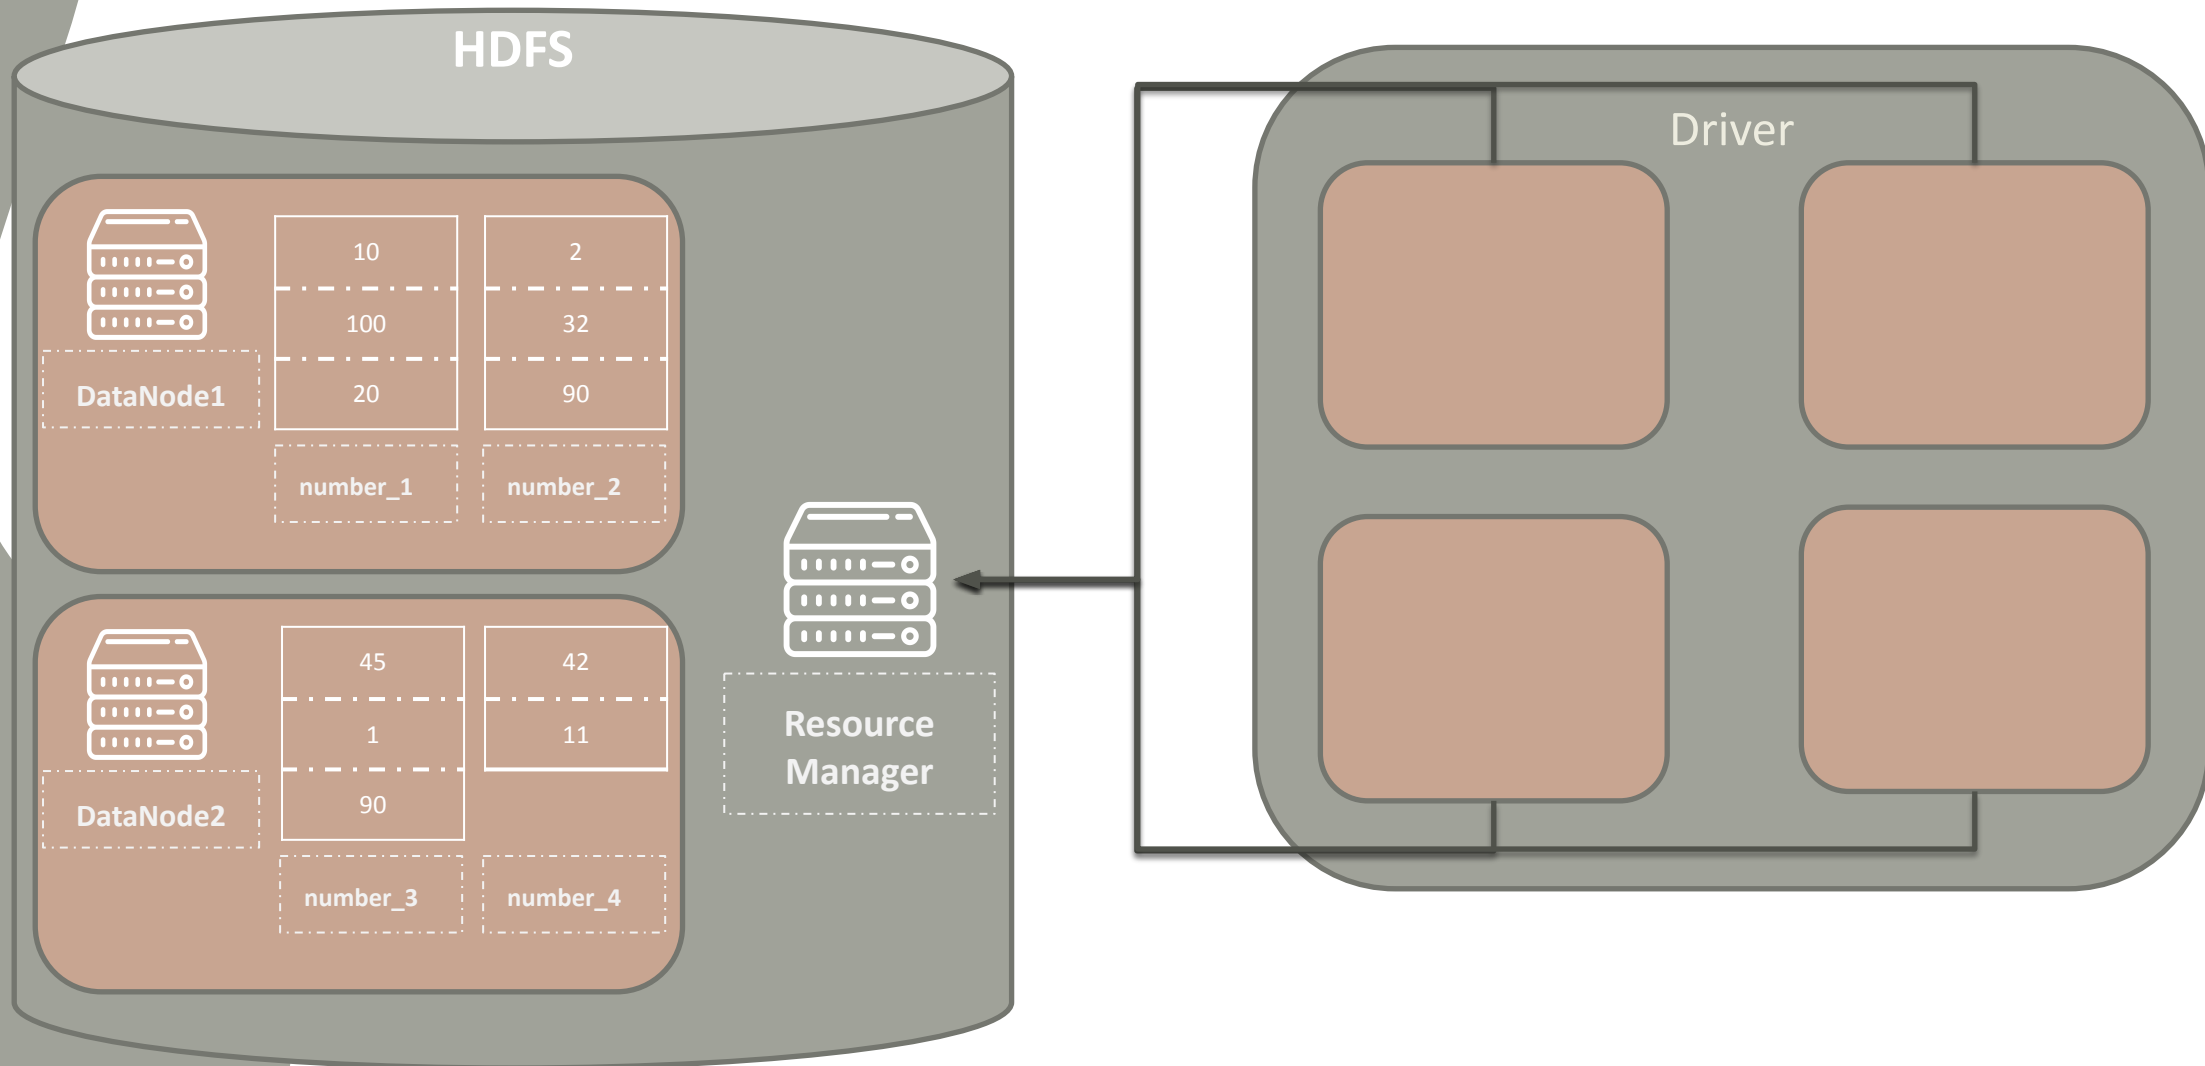 HDFS
Driver
10
2
100
32
20
90
DataNode1
number_1
number_2
45
42
1
11
90
DataNode2
number_3
number_4
Resource
Manager